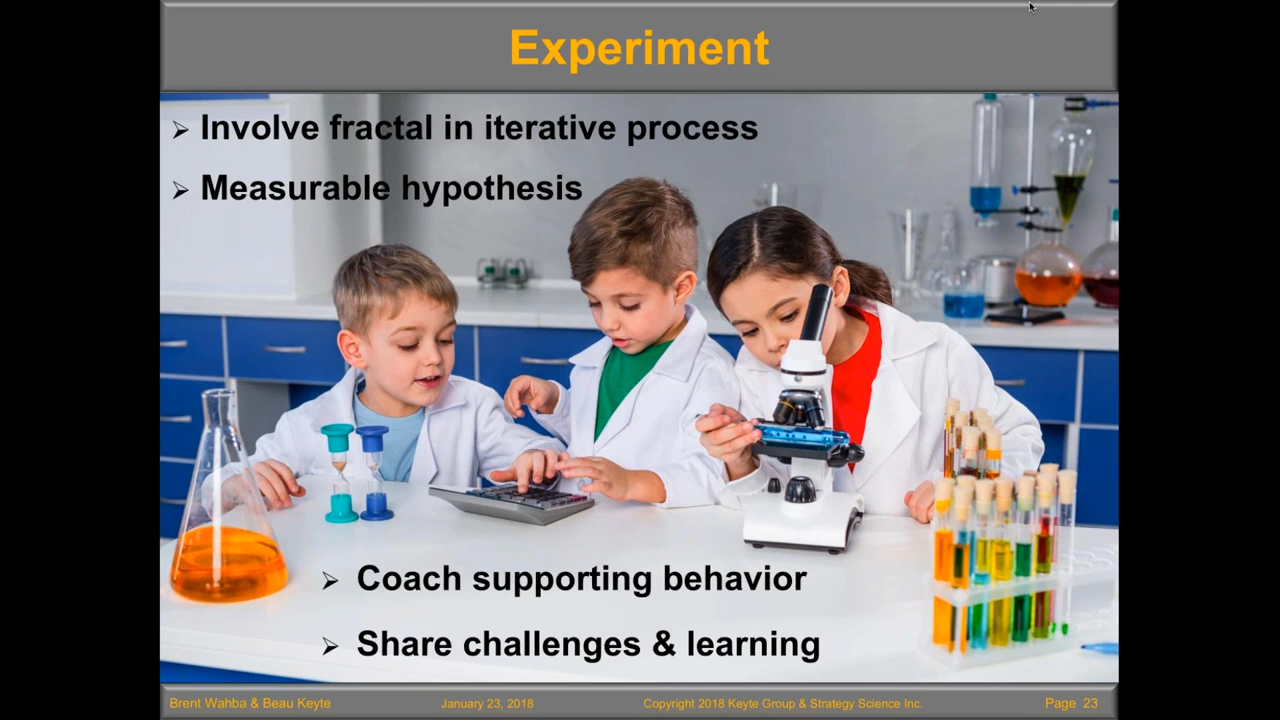 Experiment
➢ Involve fractal in iterative process
➢ Measurable hypothesis
➢ Coach supporting behavior
➢ Share challenges & learning
Brent Wahba & Beau Keyte January 23, 2018 Copyright 2018 Keyte Group & Strategy Science Inc. Page 23